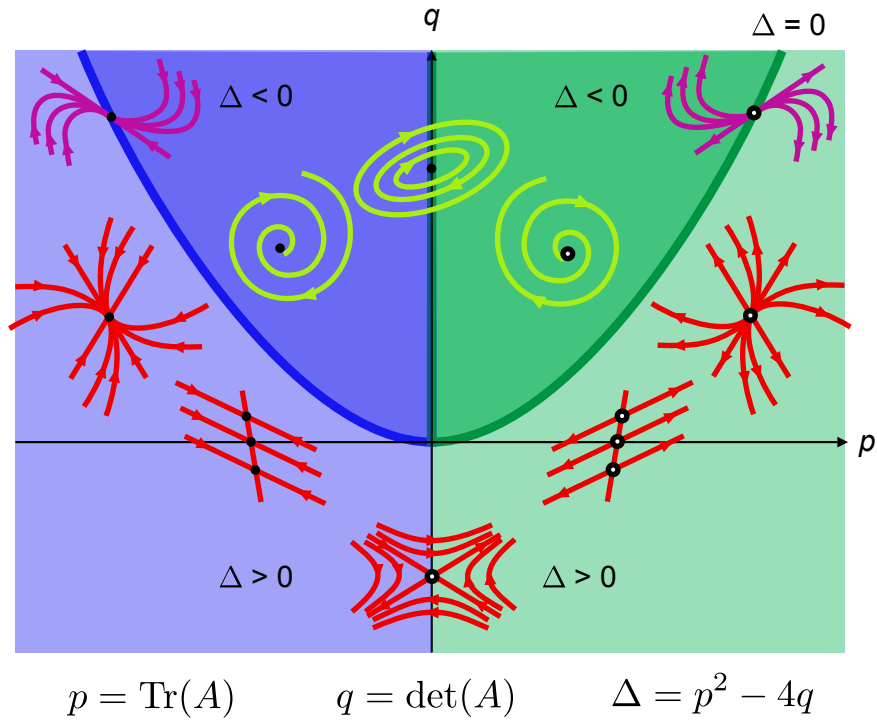 q
Δ = 0
Δ < 0
Δ < 0
p
Δ > 0
Δ > 0
p = Tr(A)
q = det(A)
Δ = p² − 4q